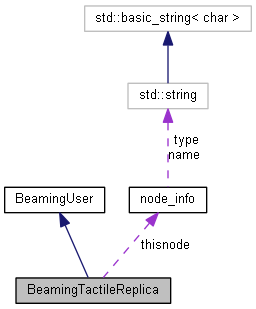 std::basic_string< char >
std::string
type
name
BeamingUser
node_info
thisnode
BeamingTactileReplica